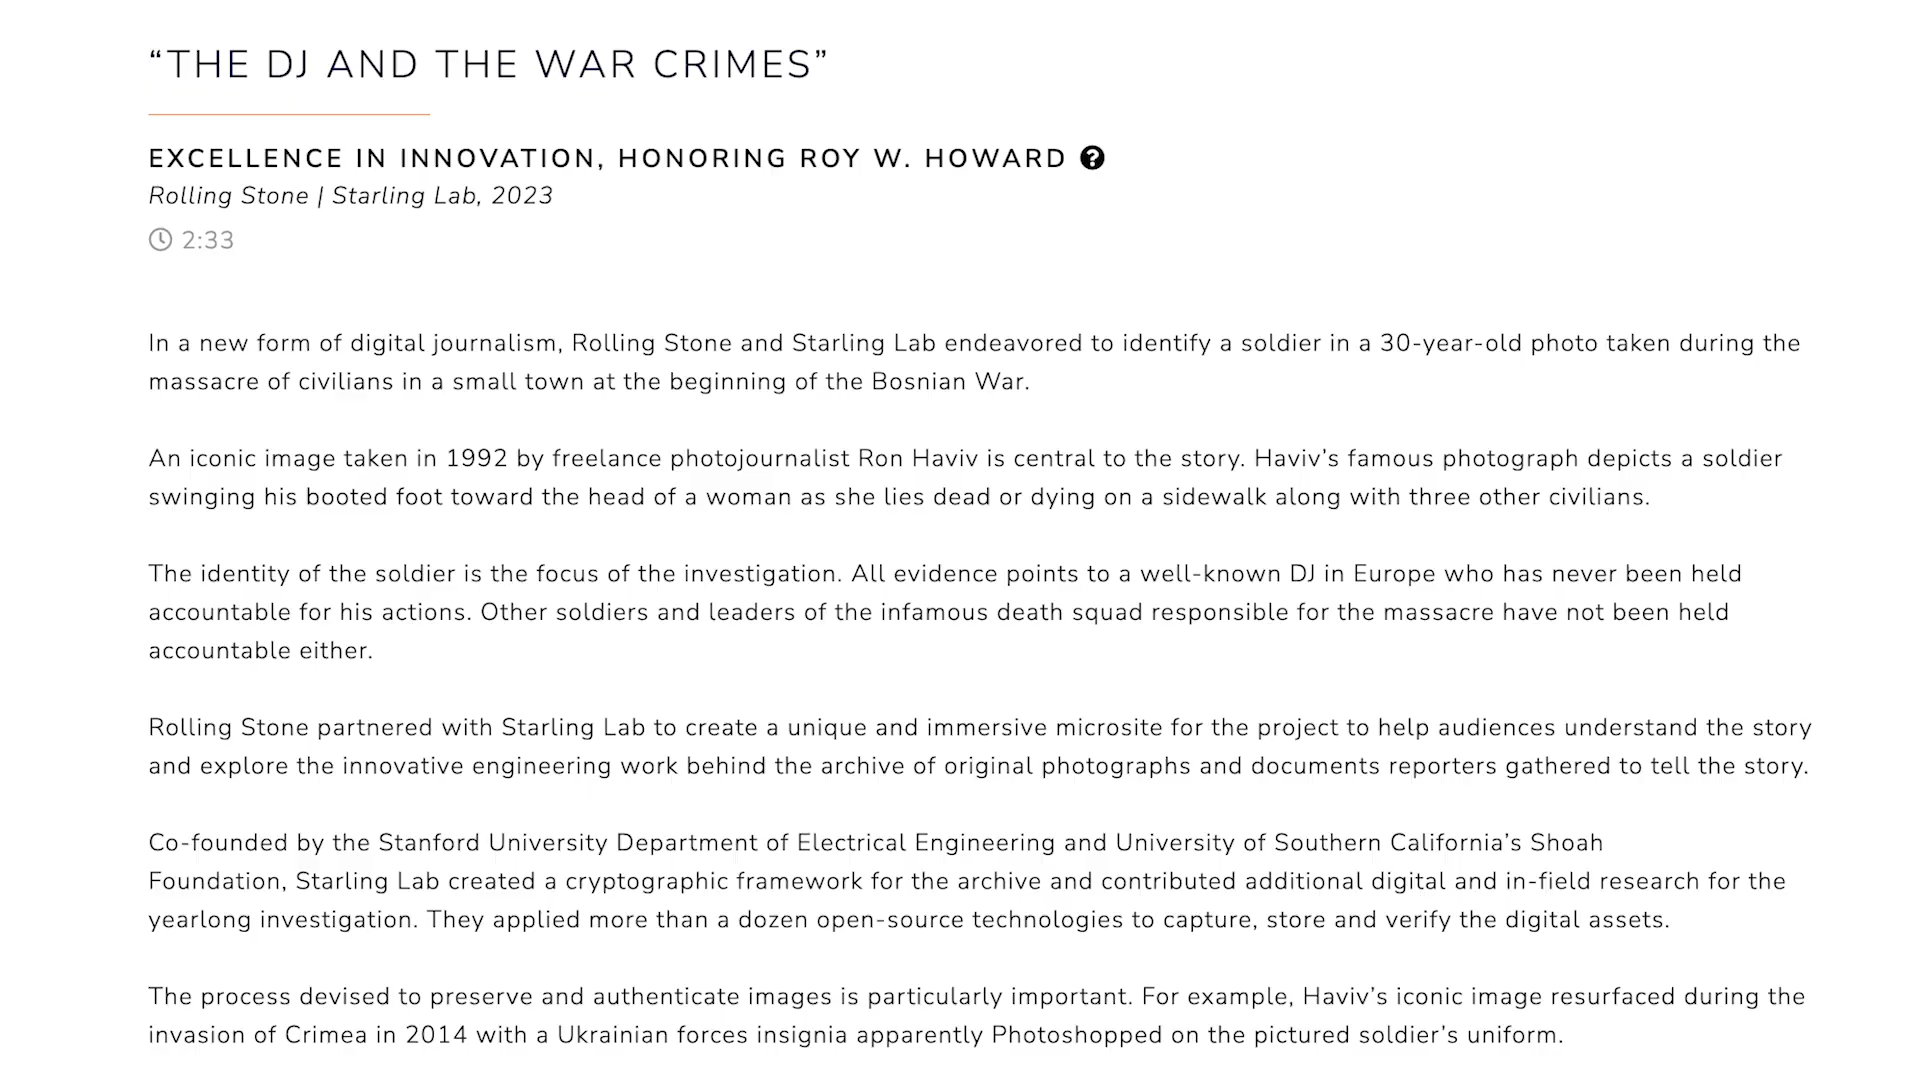 “THE DJ AND THE WAR CRIMES”
EXCELLENCE IN INNOVATION, HONORING ROY W. HOWARD ?
Rolling Stone | Starling Lab, 2023
2:33
In a new form of digital journalism, Rolling Stone and Starling Lab endeavored to identify a soldier in a 30-year-old photo taken during the
massacre of civilians in a small town at the beginning of the Bosnian War.
An iconic image taken in 1992 by freelance photojournalist Ron Haviv is central to the story. Haviv’s famous photograph depicts a soldier
swinging his booted foot toward the head of a woman as she lies dead or dying on a sidewalk along with three other civilians.
The identity of the soldier is the focus of the investigation. All evidence points to a well-known DJ in Europe who has never been held
accountable for his actions. Other soldiers and leaders of the infamous death squad responsible for the massacre have not been held
accountable either.
Rolling Stone partnered with Starling Lab to create a unique and immersive microsite for the project to help audiences understand the story
and explore the innovative engineering work behind the archive of original photographs and documents reporters gathered to tell the story.
Co-founded by the Stanford University Department of Electrical Engineering and University of Southern California’s Shoah
Foundation, Starling Lab created a cryptographic framework for the archive and contributed additional digital and in-field research for the
yearlong investigation. They applied more than a dozen open-source technologies to capture, store and verify the digital assets.
The process devised to preserve and authenticate images is particularly important. For example, Haviv’s iconic image resurfaced during the
invasion of Crimea in 2014 with a Ukrainian forces insignia apparently Photoshopped on the pictured soldier’s uniform.